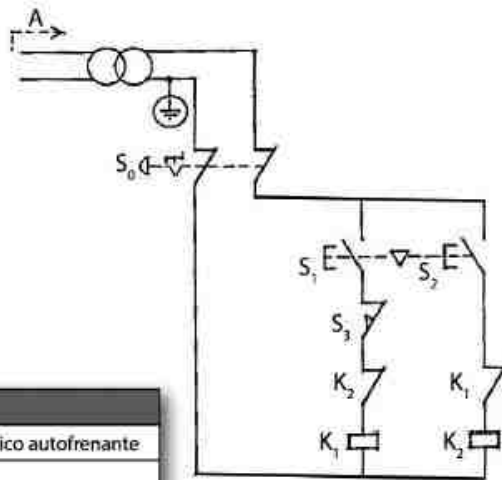 A
S₀
S₁
S₂
S₃
K₂
K₁
K₁
K₂
ico autofrenante